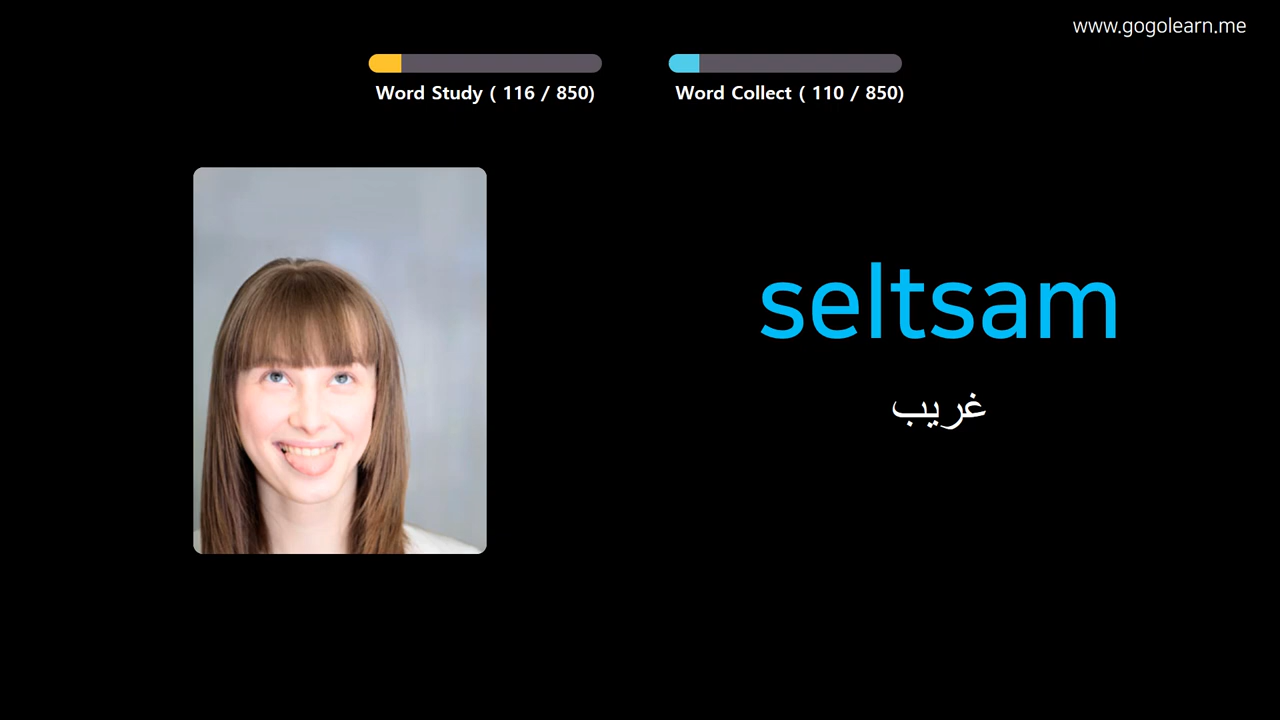 www.gogolearn.me
Word Study ( 116 / 850)
Word Collect ( 110 / 850)
seltsam
غريب